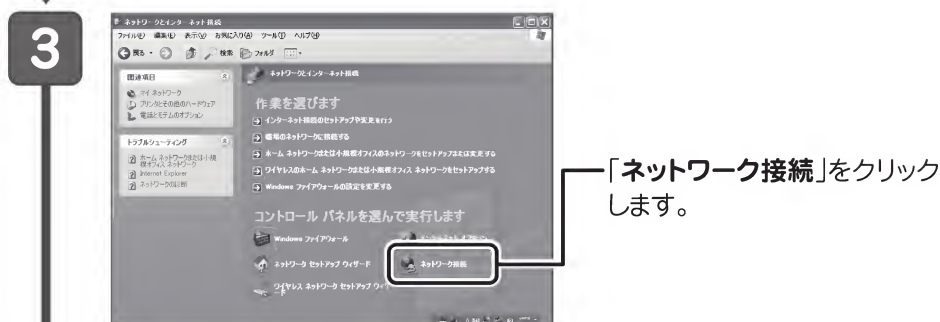 3
ネットワークとインターネット接続
ファイル(F) 編集(E) 表示(V) お気に入り(A) ツール(T) ヘルプ(H)
戻る 検索 フォルダ
関連項目
マイ ネットワーク
プリンタとその他のハードウェア
電話とモデムのオプション
トラブルシューティング
ホーム ネットワークまたは小規
模オフィス ネットワーク
Internet Explorer
ネットワークの診断
ネットワークとインターネット接続
作業を選びます
インターネット接続のセットアップや変更を行う
職場のネットワークに接続する
ホーム ネットワークまたは小規模オフィスのネットワークをセットアップまたは変更する
ワイヤレスのホーム ネットワークまたは小規模オフィス ネットワークをセットアップする
Windows ファイアウォールの設定を変更する
コントロール パネルを選んで実行します
Windows ファイアウォール
インターネット オプション
ネットワーク セットアップ ウィザード
ネットワーク接続
ワイヤレス ネットワーク セットアップ ウィザ
ード
「ネットワーク接続」をクリック
します。